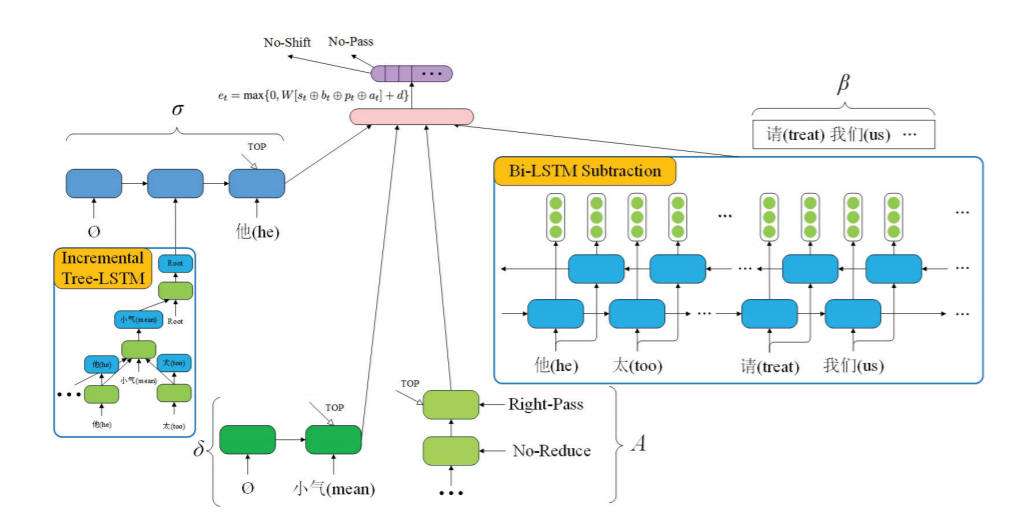 No-Shift No-Pass
e_t = max{0, W[s_t ⊕ b_t ⊕ p_t ⊕ a_t] + d}
σ
β
请(treat) 我们(us) ···
TOP
Ø
他(he)
Bi-LSTM Subtraction
··· ···
··· ···
··· ···
他(he) 太(too) 请(treat) 我们(us)
Incremental
Tree-LSTM
Root
Root
小气(mean)
他(he) 太(too)
小气(mean)
···
他(he) 太(too)
δ
TOP
Ø
小气(mean)
TOP
Right-Pass
No-Reduce
···
A
···